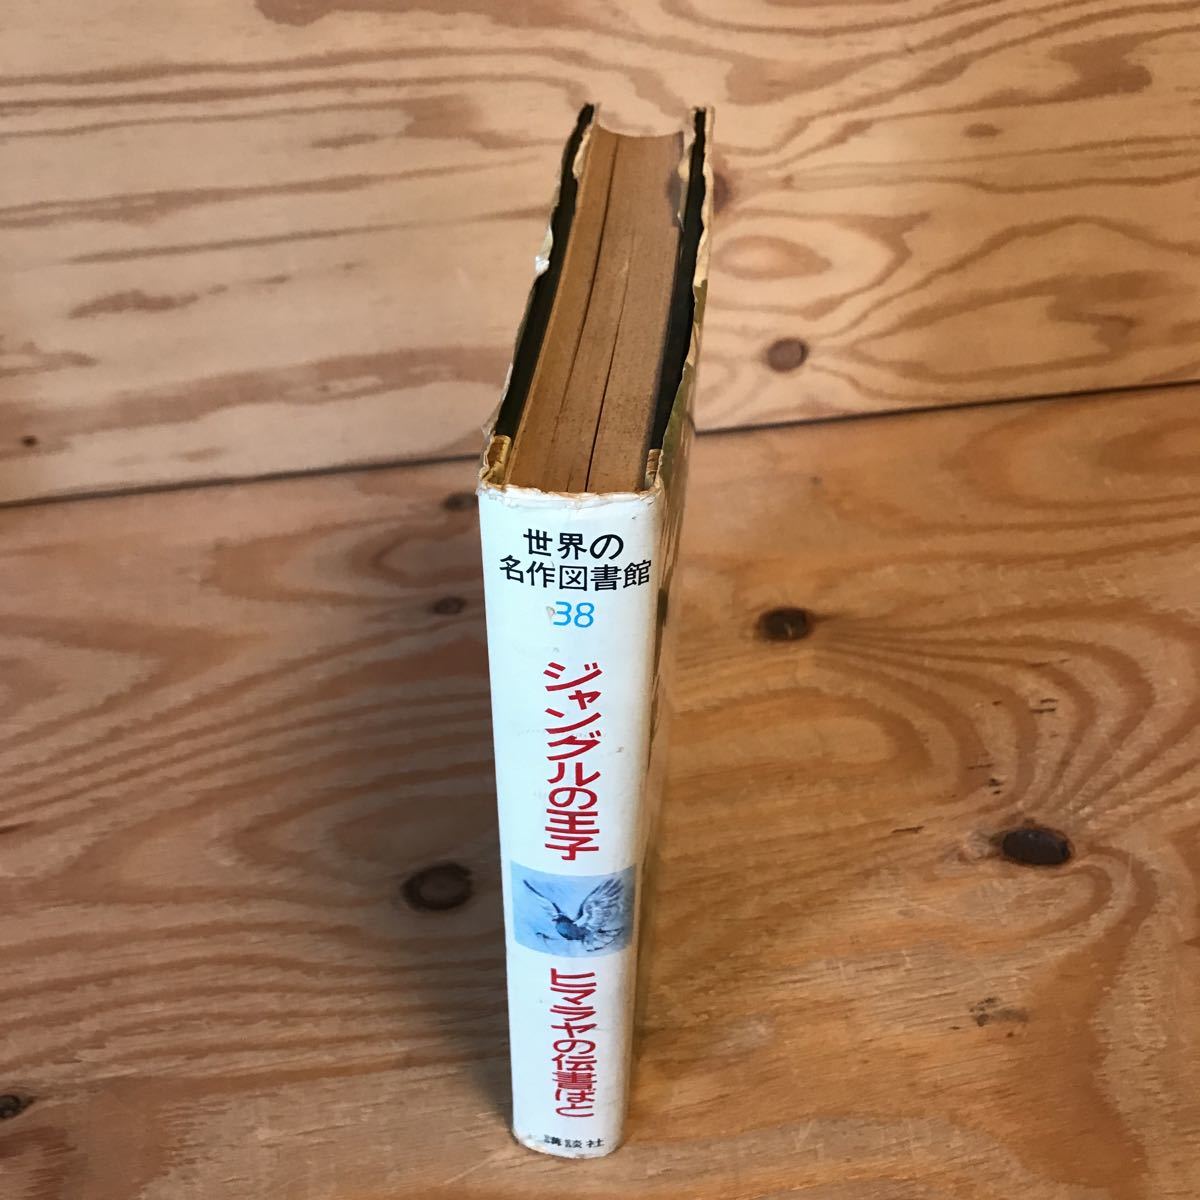 世界の
名作図書館
38
ジャングルの王子
ヒマラヤの伝書ばと
講談社